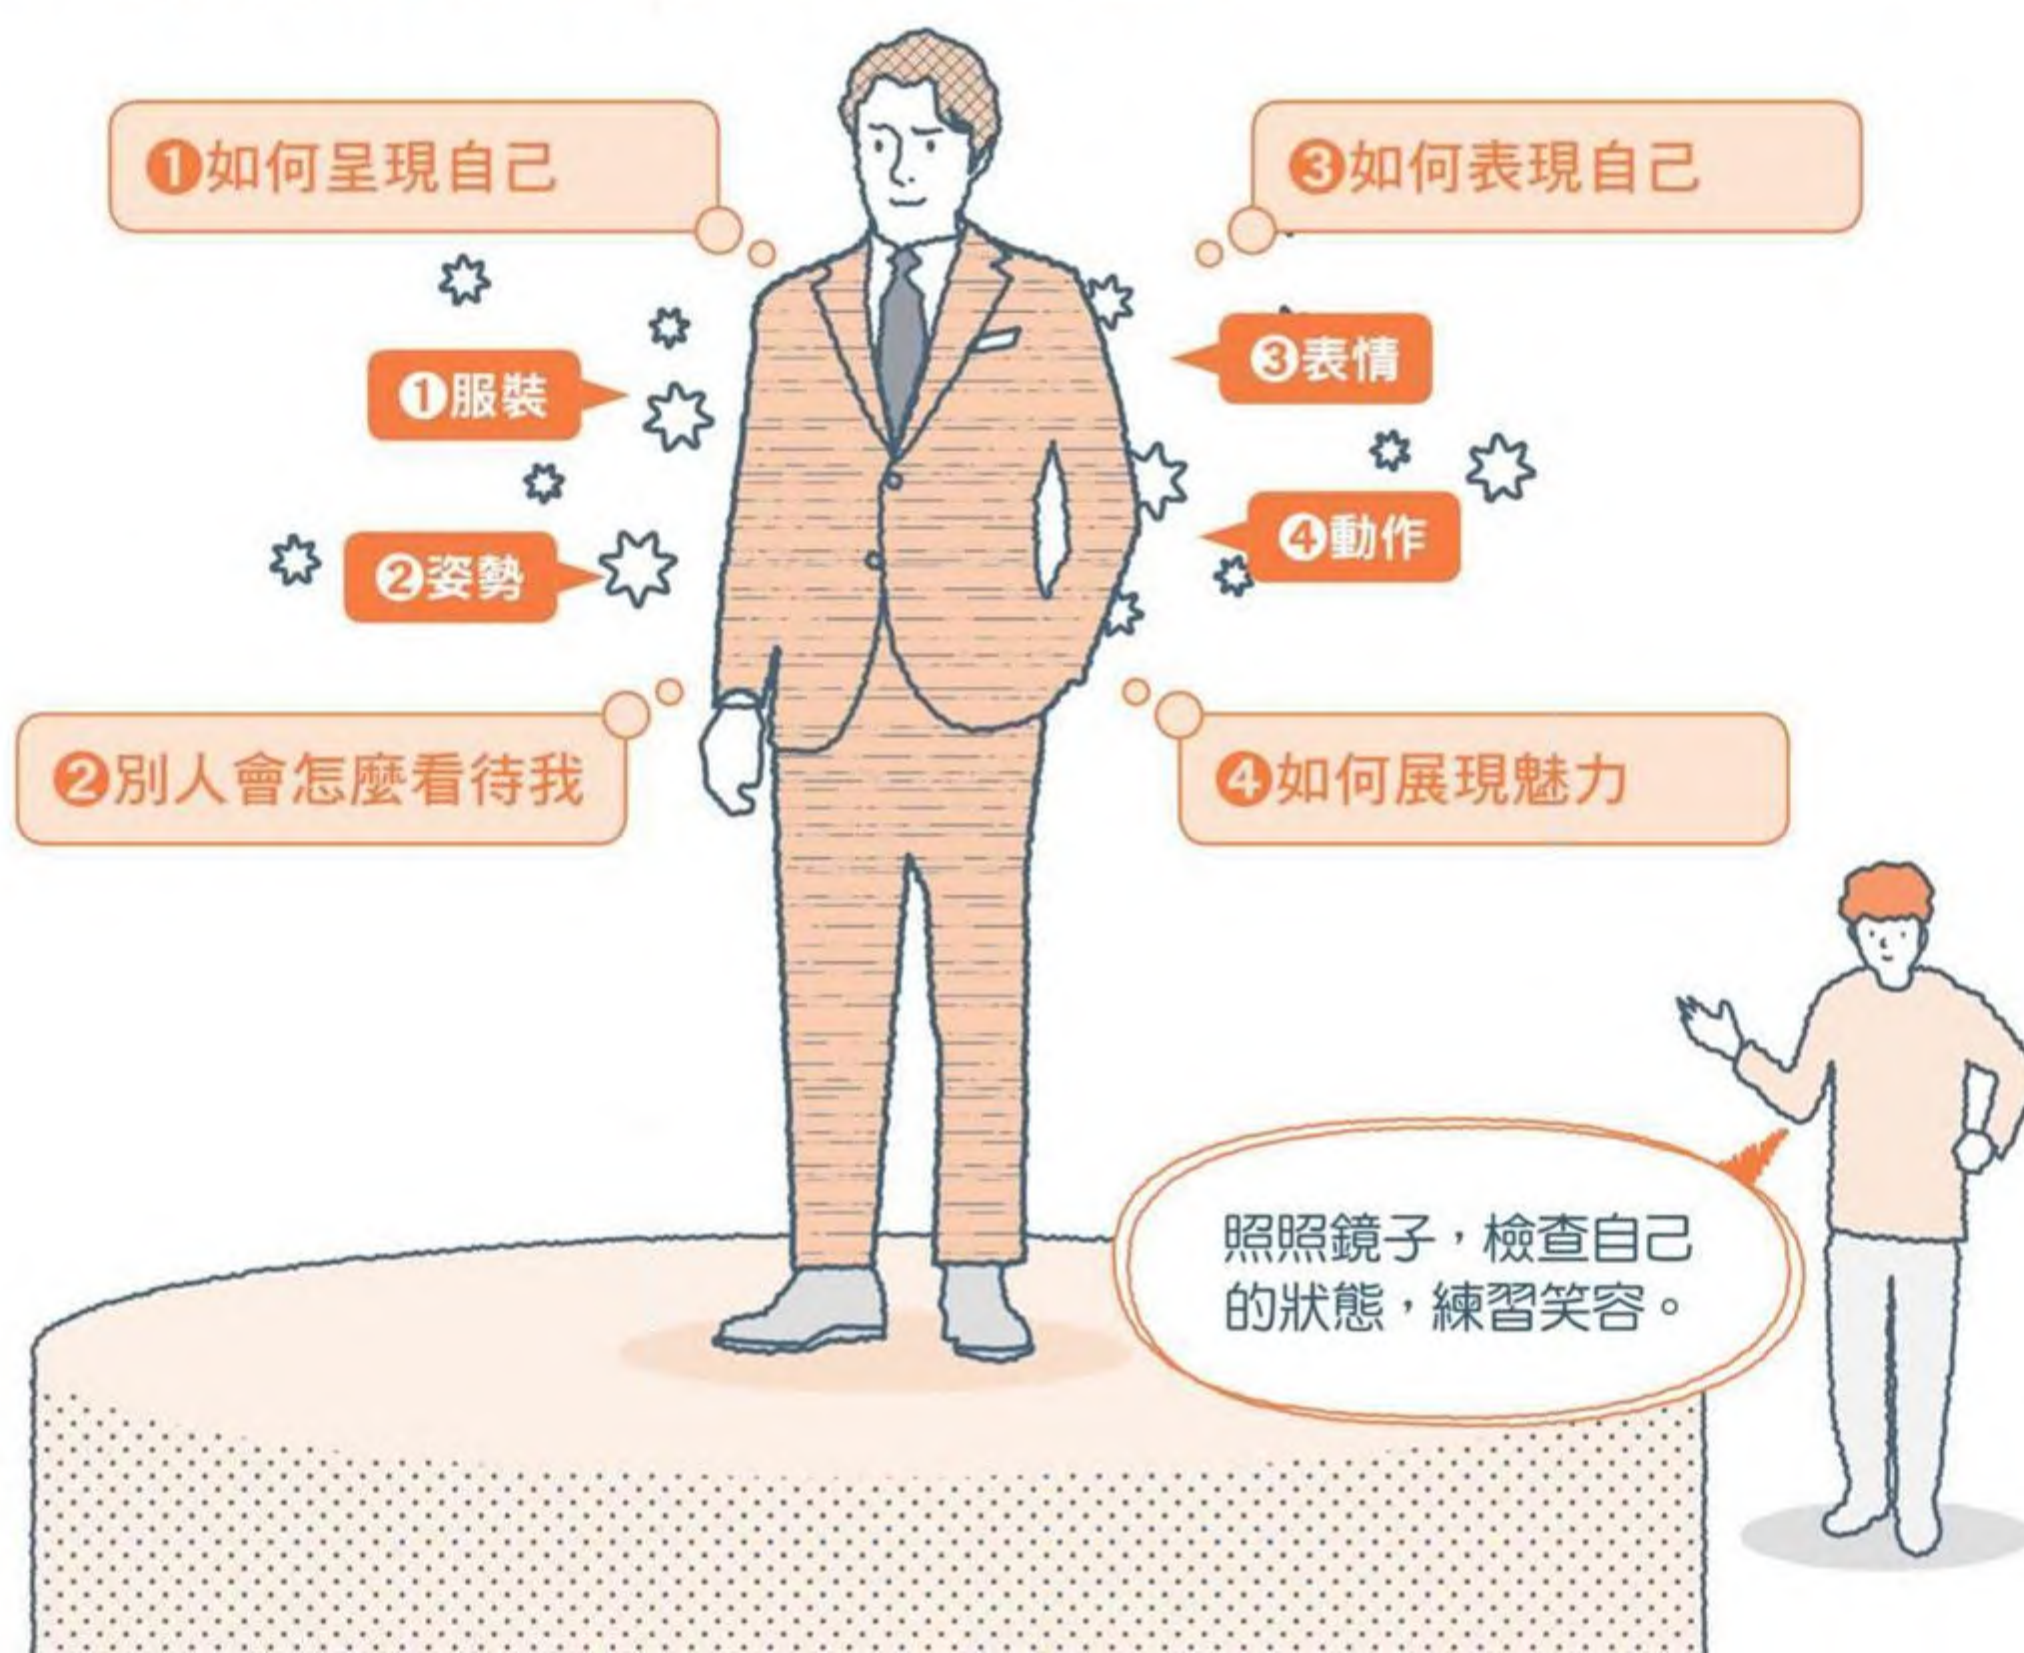 ❶如何呈現自己
❸如何表現自己
❶服裝
❸表情
❷姿勢
❹動作
❷別人會怎麼看待我
❹如何展現魅力
照照鏡子，檢查自己
的狀態，練習笑容。